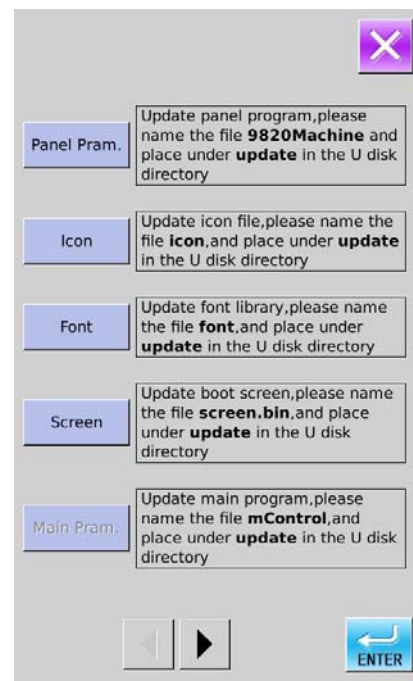 Panel Pram.
Update panel program,please
name the file 9820Machine and
place under update in the U disk
directory
Icon
Update icon file,please name the
file icon,and place under update
in the U disk directory
Font
Update font library,please name
the file font,and place under
update in the U disk directory
Screen
Update boot screen,please name
the file screen.bin,and place
under update in the U disk
directory
Main Pram.
Update main program,please
name the file mControl,and
place under update in the U disk
directory
ENTER